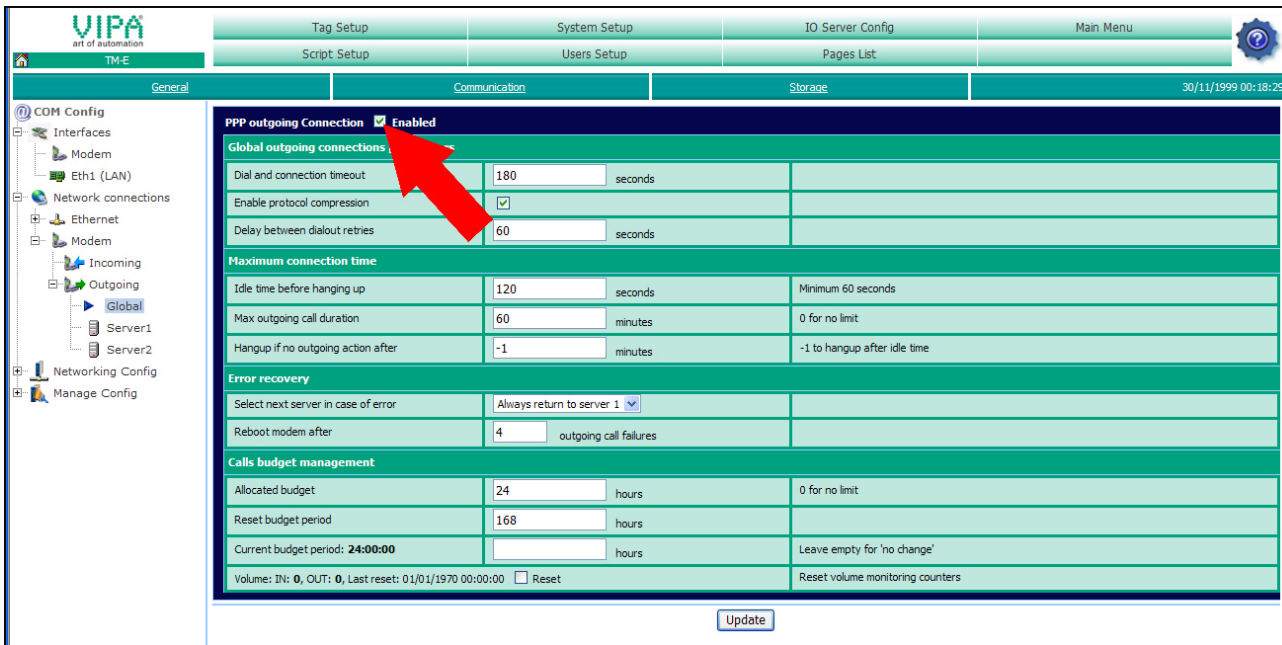 VIPA
art of automation
TM-E
Tag Setup
System Setup
IO Server Config
Main Menu
Script Setup
Users Setup
Pages List
General
Communication
Storage
30/11/1999 00:18:29
COM Config
Interfaces
Modem
Eth1 (LAN)
Network connections
Ethernet
Modem
Incoming
Outgoing
Global
Server1
Server2
Networking Config
Manage Config
PPP outgoing Connection Enabled
Global outgoing connections
Dial and connection timeout 180 seconds
Enable protocol compression
Delay between dialout retries 60 seconds
Maximum connection time
Idle time before hanging up 120 seconds Minimum 60 seconds
Max outgoing call duration 60 minutes 0 for no limit
Hangup if no outgoing action after -1 minutes -1 to hangup after idle time
Error recovery
Select next server in case of error Always return to server 1
Reboot modem after 4 outgoing call failures
Calls budget management
Allocated budget 24 hours 0 for no limit
Reset budget period 168 hours
Current budget period: 24:00:00 hours Leave empty for 'no change'
Volume: IN: 0, OUT: 0, Last reset: 01/01/1970 00:00:00 Reset Reset volume monitoring counters
Update